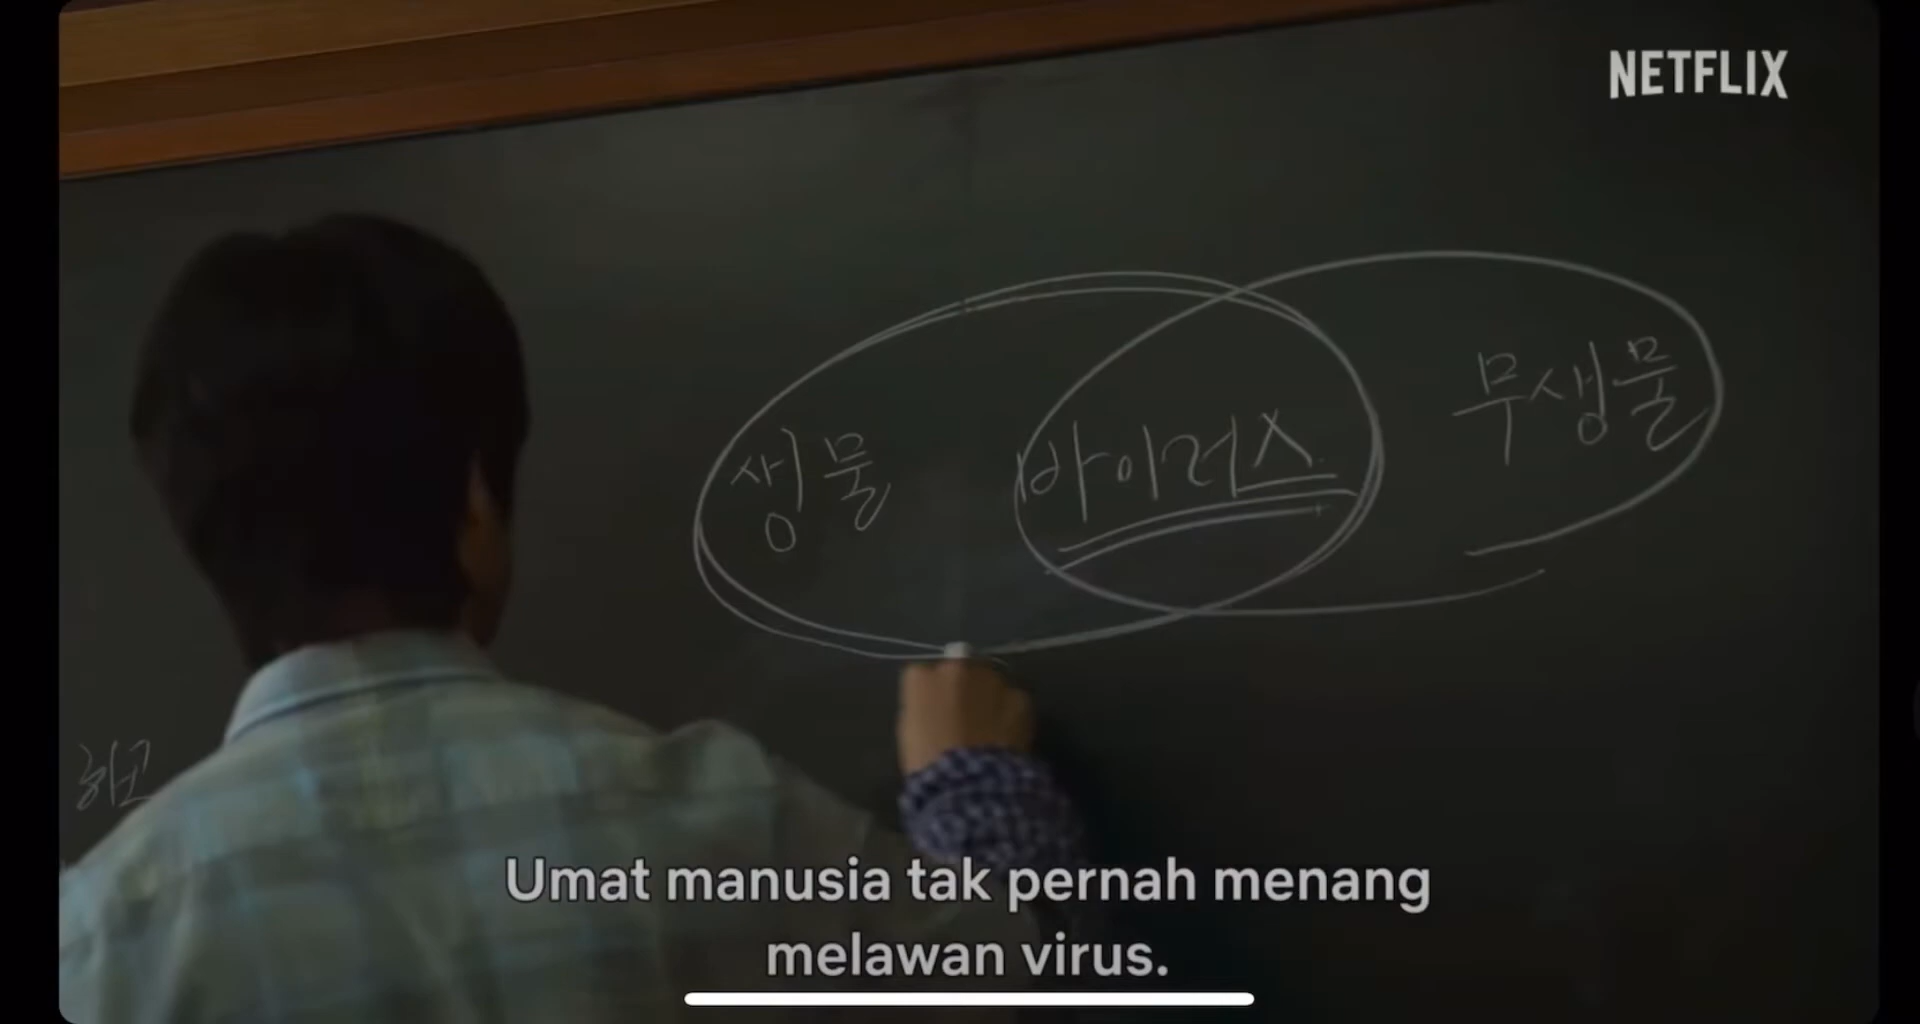 NETFLIX
생물 바이러스 무생물
Umat manusia tak pernah menang
melawan virus.